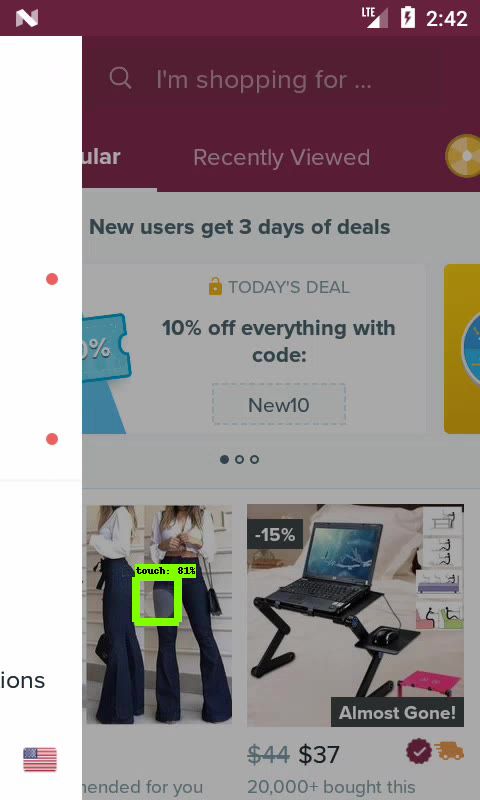 LTE 2:42
I'm shopping for ...
ular
Recently Viewed
New users get 3 days of deals
TODAY'S DEAL
10% off everything with
code:
0%
New10
touch: 81%
-15%
Almost Gone!
ions
$44 $37
nended for you
20,000+ bought this